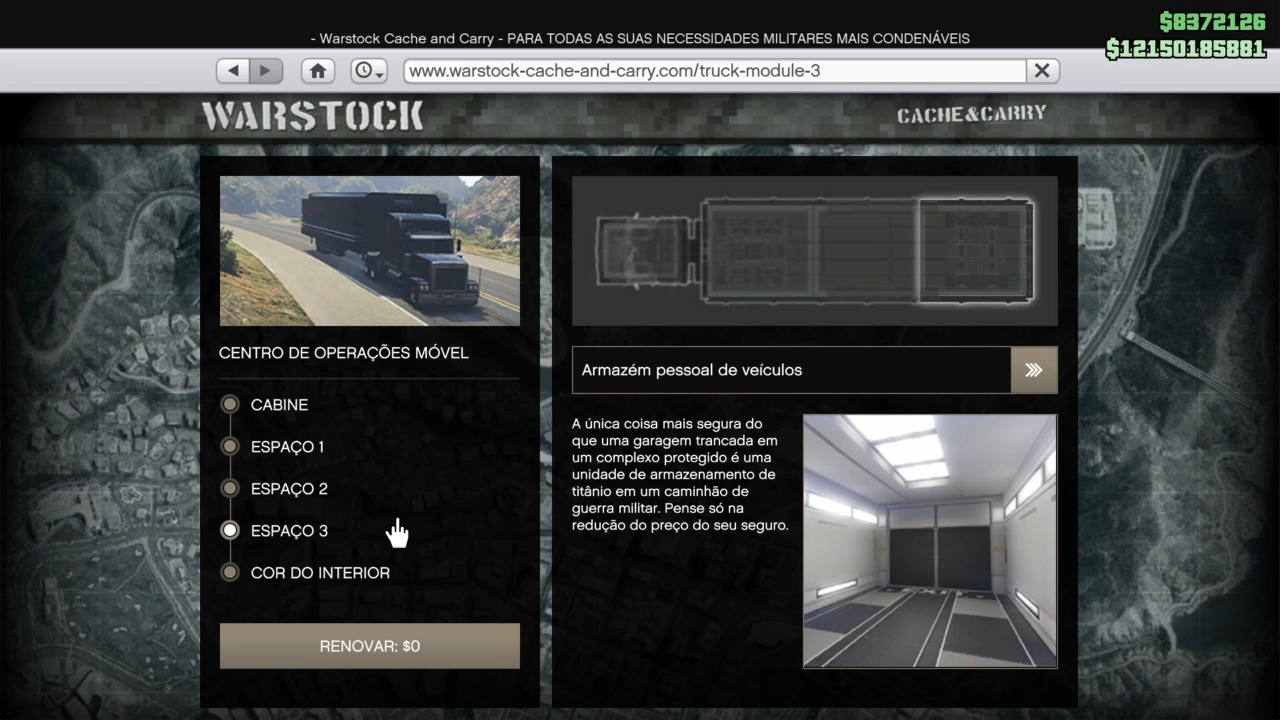 $8372126
- Warstock Cache and Carry - PARA TODAS AS SUAS NECESSIDADES MILITARES MAIS CONDENÁVEIS
$12150185881
www.warstock-cache-and-carry.com/truck-module-3
WARSTOCK
CACHE&CARRY
CENTRO DE OPERAÇÕES MÓVEL
CABINE
ESPAÇO 1
ESPAÇO 2
ESPAÇO 3
COR DO INTERIOR
RENOVAR: $0
Armazém pessoal de veículos
A única coisa mais segura do
que uma garagem trancada em
um complexo protegido é uma
unidade de armazenamento de
titânio em um caminhão de
guerra militar. Pense só na
redução do preço do seu seguro.